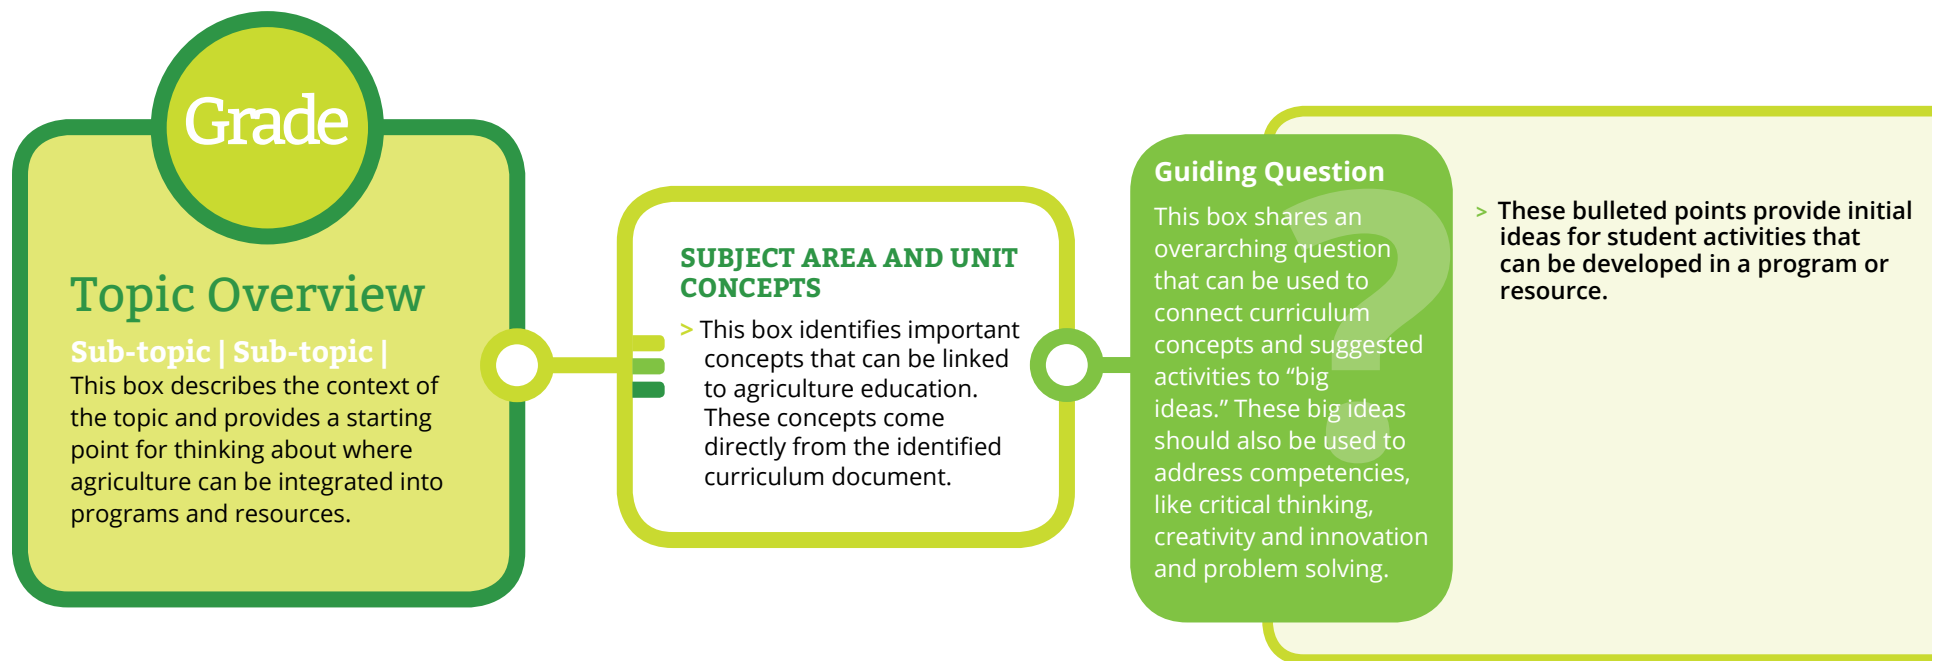 Grade
Topic Overview
Sub-topic | Sub-topic |
This box describes the context of
the topic and provides a starting
point for thinking about where
agriculture can be integrated into
programs and resources.
SUBJECT AREA AND UNIT
CONCEPTS
> This box identifies important
concepts that can be linked
to agriculture education.
These concepts come
directly from the identified
curriculum document.
Guiding Question
This box shares an
overarching question
that can be used to
connect curriculum
concepts and suggested
activities to “big
ideas.” These big ideas
should also be used to
address competencies,
like critical thinking,
creativity and innovation
and problem solving.
?
> These bulleted points provide initial
ideas for student activities that
can be developed in a program or
resource.